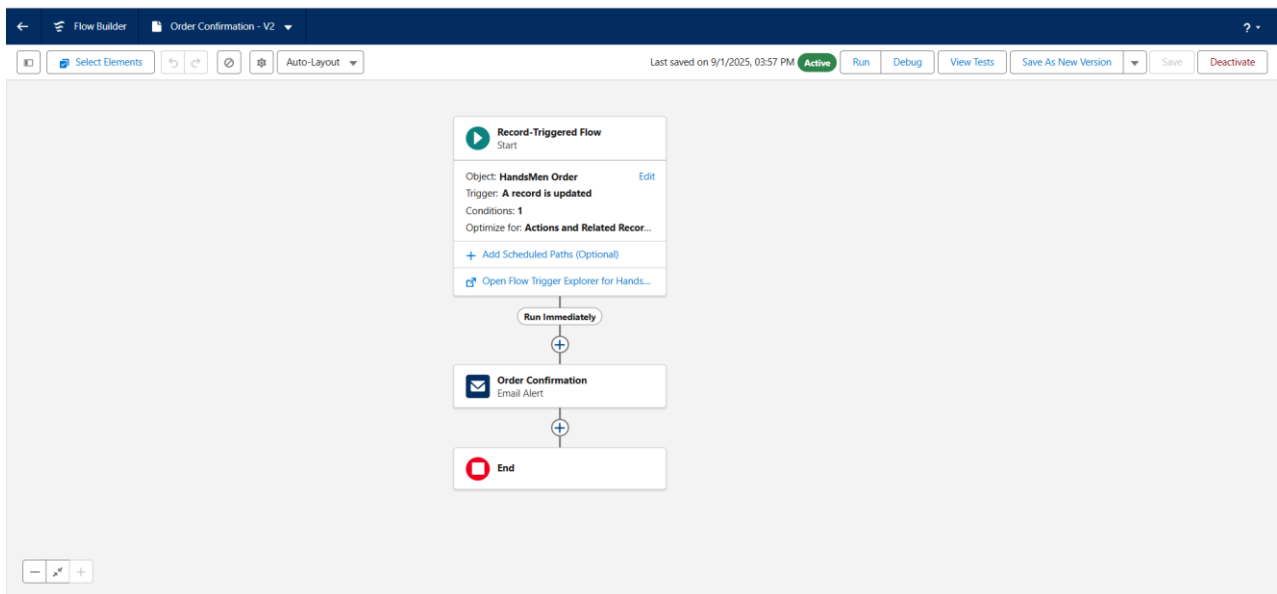 Flow Builder Order Confirmation - V2 ?
Select Elements Auto-Layout Last saved on 9/1/2025, 03:57 PM Active Run Debug View Tests Save As New Version Save Deactivate
Record-Triggered Flow
Start
Object: HandsMen Order Edit
Trigger: A record is updated
Conditions: 1
Optimize for: Actions and Related Recor...
+ Add Scheduled Paths (Optional)
Open Flow Trigger Explorer for Hands...
Run Immediately
Order Confirmation
Email Alert
End